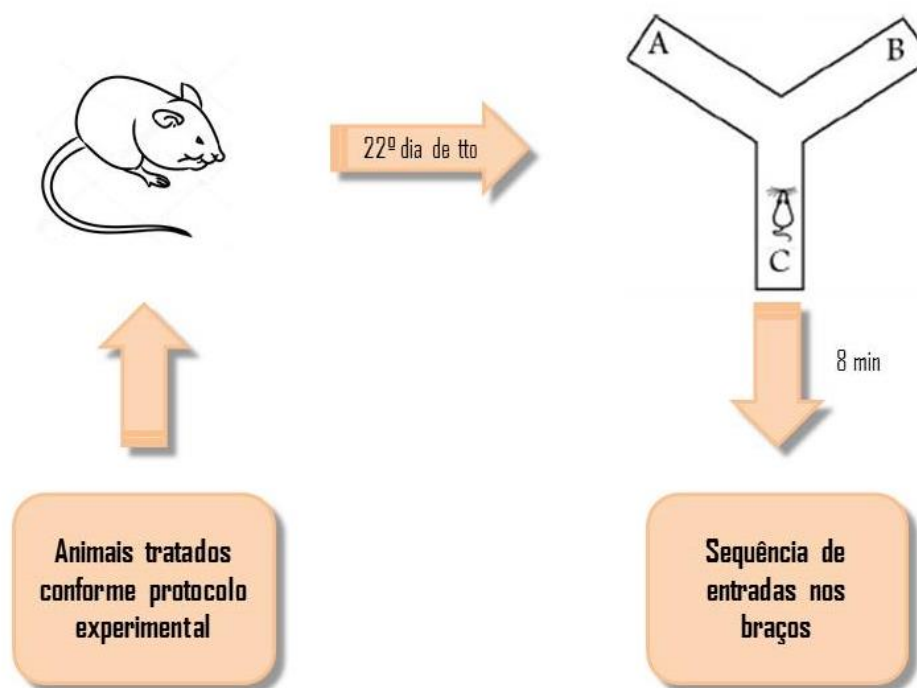 A
B
22º dia de tto
C
8 min
Animais tratados
conforme protocolo
experimental
Sequência de
entradas nos
braços